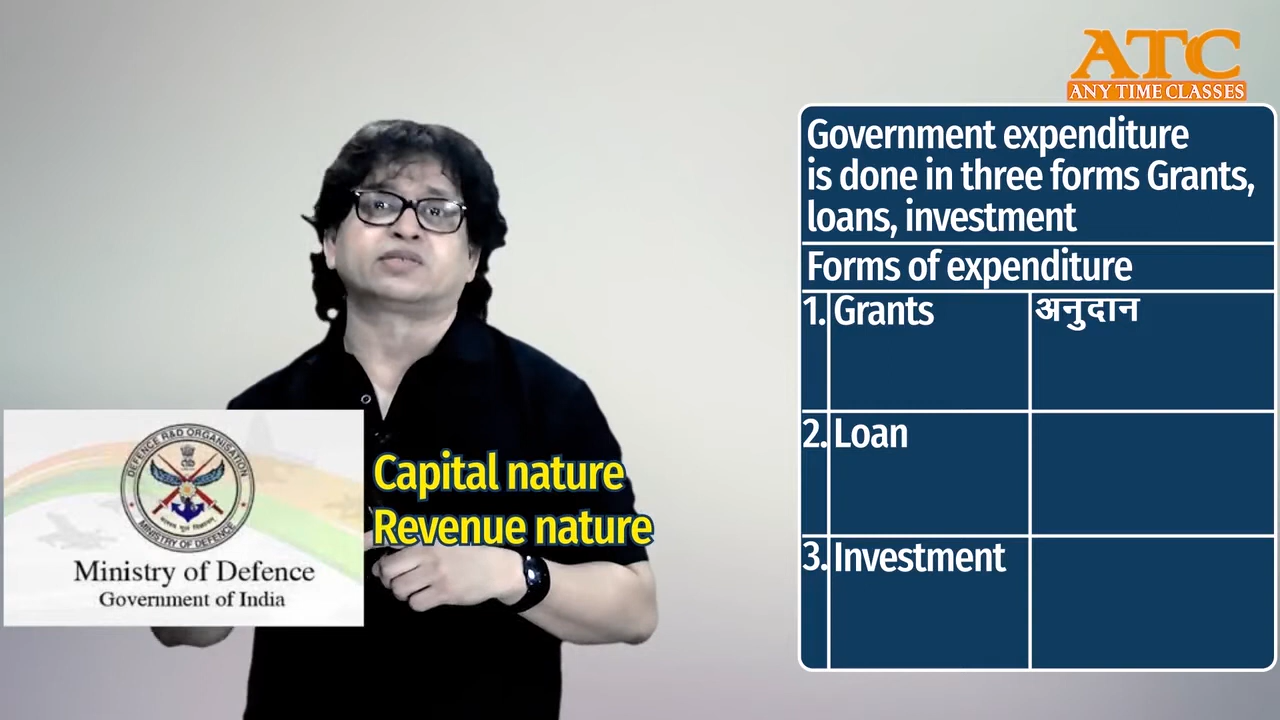 ATC
ANY TIME CLASSES
Government expenditure
is done in three forms Grants,
loans, investment
Forms of expenditure
1. Grants अनुदान
2. Loan
3. Investment
Capital nature
Revenue nature
DEFENCE R&D ORGANISATION
MINISTRY OF DEFENCE
Ministry of Defence
Government of India